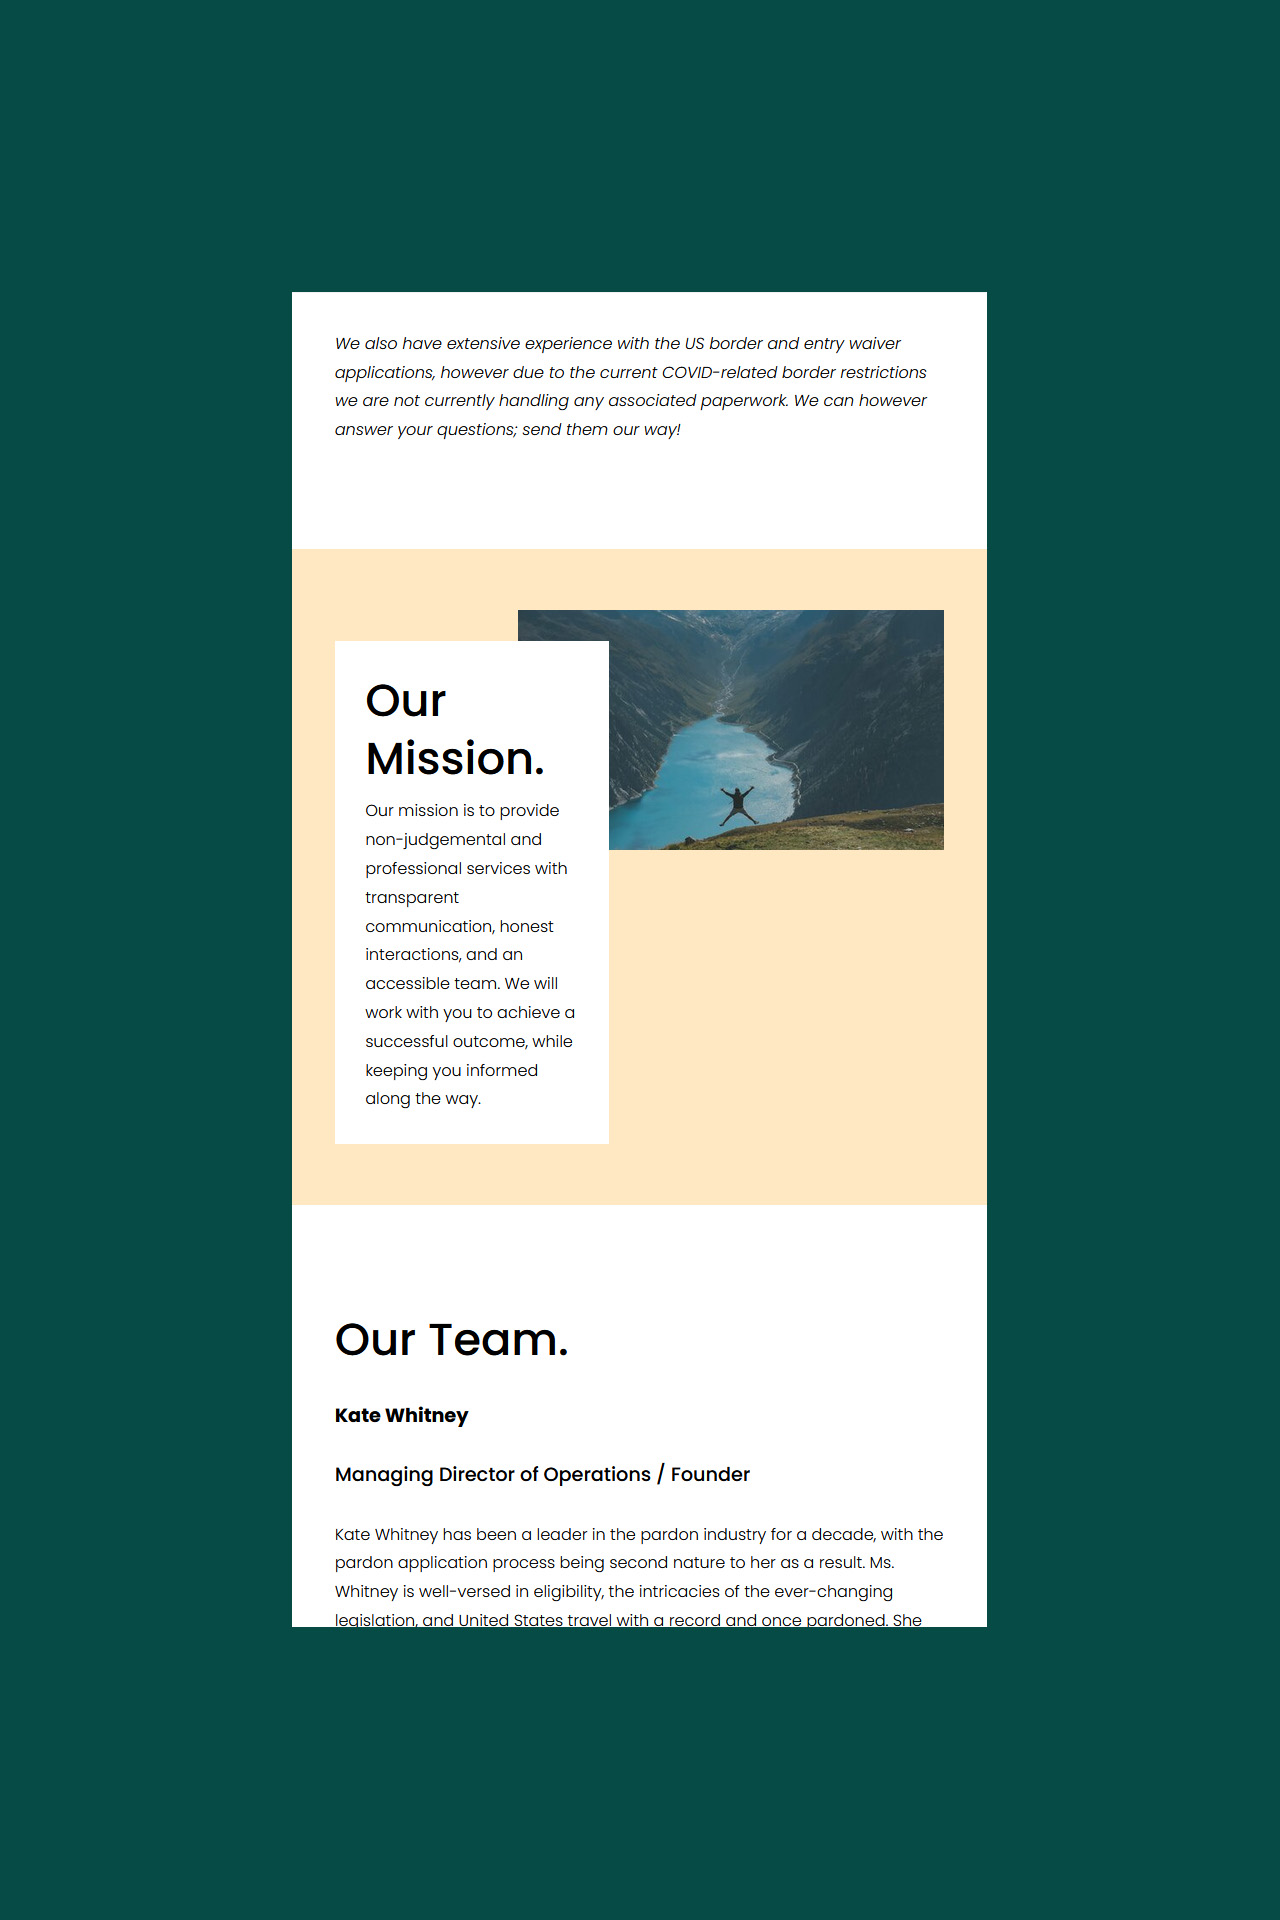 We also have extensive experience with the US border and entry waiver
applications, however due to the current COVID-related border restrictions
we are not currently handling any associated paperwork. We can however
answer your questions; send them our way!
Our
Mission.
Our mission is to provide
non-judgemental and
professional services with
transparent
communication, honest
interactions, and an
accessible team. We will
work with you to achieve a
successful outcome, while
keeping you informed
along the way.
Our Team.
Kate Whitney
Managing Director of Operations / Founder
Kate Whitney has been a leader in the pardon industry for a decade, with the
pardon application process being second nature to her as a result. Ms.
Whitney is well-versed in eligibility, the intricacies of the ever-changing
legislation, and United States travel with a record and once pardoned. She